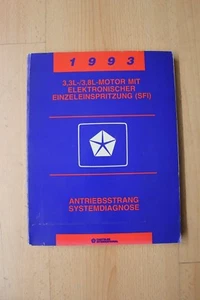 1993
3.3L-/3.8L-MOTOR MIT
ELEKTRONISCHER
EINZELEINSPRITZUNG (SFI)
ANTRIEBSSTRANG
SYSTEMDIAGNOSE